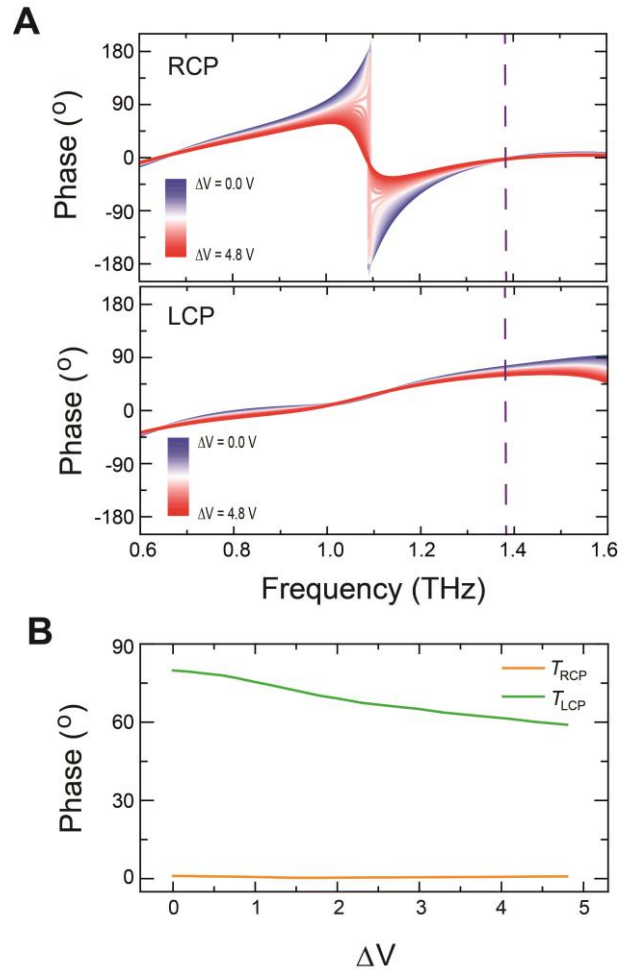 A
RCP
Phase (°)
180
90
0
-90
-180
ΔV = 0.0 V
ΔV = 4.8 V
LCP
Phase (°)
180
90
0
-90
-180
ΔV = 0.0 V
ΔV = 4.8 V
0.6 0.8 1.0 1.2 1.4 1.6
Frequency (THz)
B
Phase (°)
90
60
30
0
T_RCP
T_LCP
0 1 2 3 4 5
ΔV